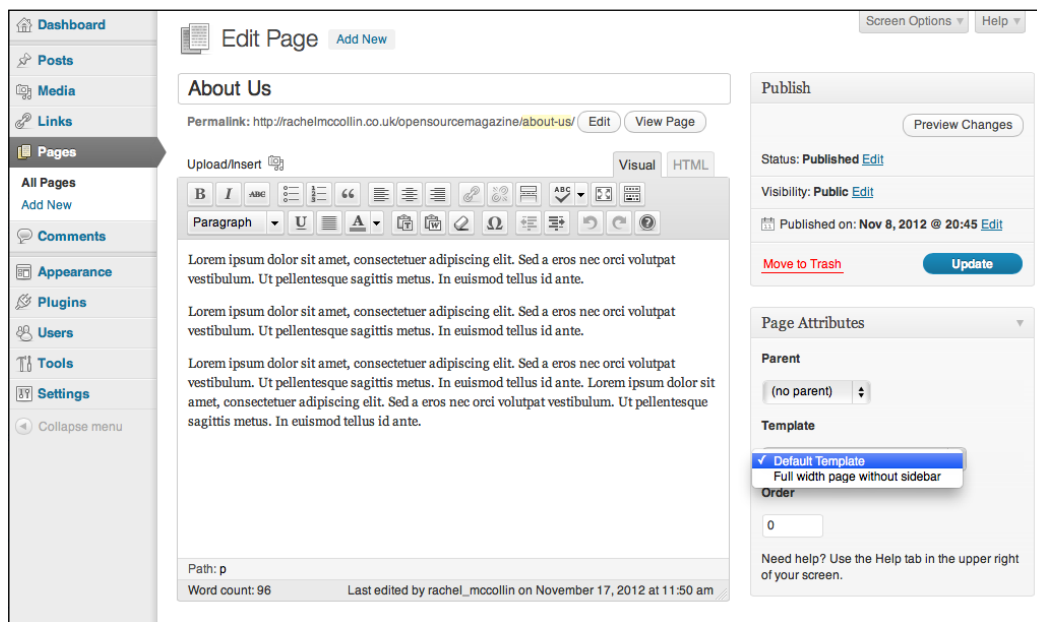 Dashboard
Posts
Media
Links
Pages
All Pages
Add New
Comments
Appearance
Plugins
Users
Tools
Settings
Collapse menu
Screen Options
Help
Edit Page Add New
About Us
Permalink: http://rachelmccollin.co.uk/opensourcemagazine/about-us/ Edit View Page
Upload/Insert Visual HTML
B I ABC ABC
Paragraph U A T W Ω
Lorem ipsum dolor sit amet, consectetuer adipiscing elit. Sed a eros nec orci volutpat
vestibulum. Ut pellentesque sagittis metus. In euismod tellus id ante.
Lorem ipsum dolor sit amet, consectetuer adipiscing elit. Sed a eros nec orci volutpat
vestibulum. Ut pellentesque sagittis metus. In euismod tellus id ante.
Lorem ipsum dolor sit amet, consectetuer adipiscing elit. Sed a eros nec orci volutpat
vestibulum. Ut pellentesque sagittis metus. In euismod tellus id ante. Lorem ipsum dolor sit
amet, consectetuer adipiscing elit. Sed a eros nec orci volutpat vestibulum. Ut pellentesque
sagittis metus. In euismod tellus id ante.
Path: p
Word count: 96 Last edited by rachel_mccollin on November 17, 2012 at 11:50 am
Publish
Preview Changes
Status: Published Edit
Visibility: Public Edit
Published on: Nov 8, 2012 @ 20:45 Edit
Move to Trash Update
Page Attributes
Parent
(no parent)
Template
Default Template
Full width page without sidebar
Order
0
Need help? Use the Help tab in the upper right
of your screen.